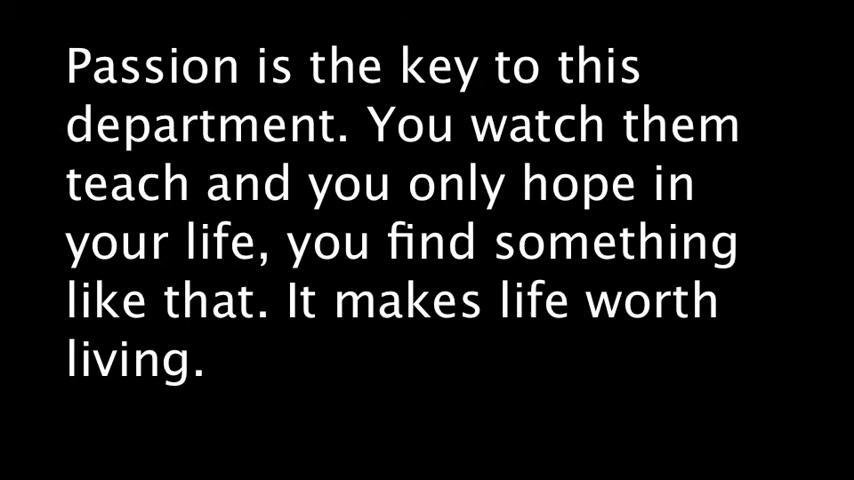 Passion is the key to this
department. You watch them
teach and you only hope in
your life, you find something
like that. It makes life worth
living.